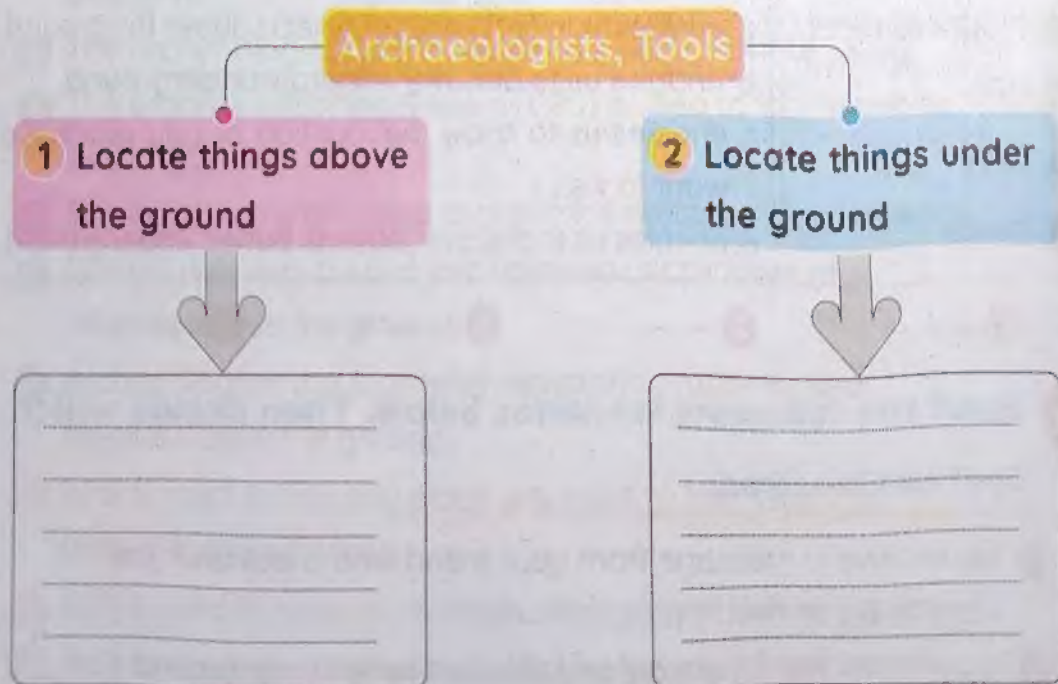 Archaeologists, Tools
1 Locate things above
the ground
2 Locate things under
the ground